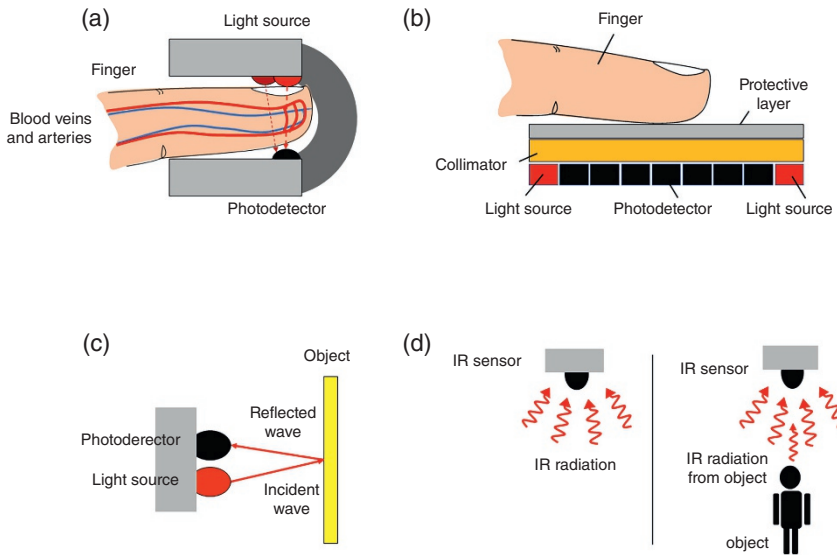 (a)
Light source
Finger
Blood veins
and arteries
Photodetector
(b)
Finger
Protective
layer
Collimator
Light source
Photodetector
Light source
(c)
Object
Reflected
wave
Photoderector
Light source
Incident
wave
(d)
IR sensor
IR radiation
IR sensor
IR radiation
from object
object